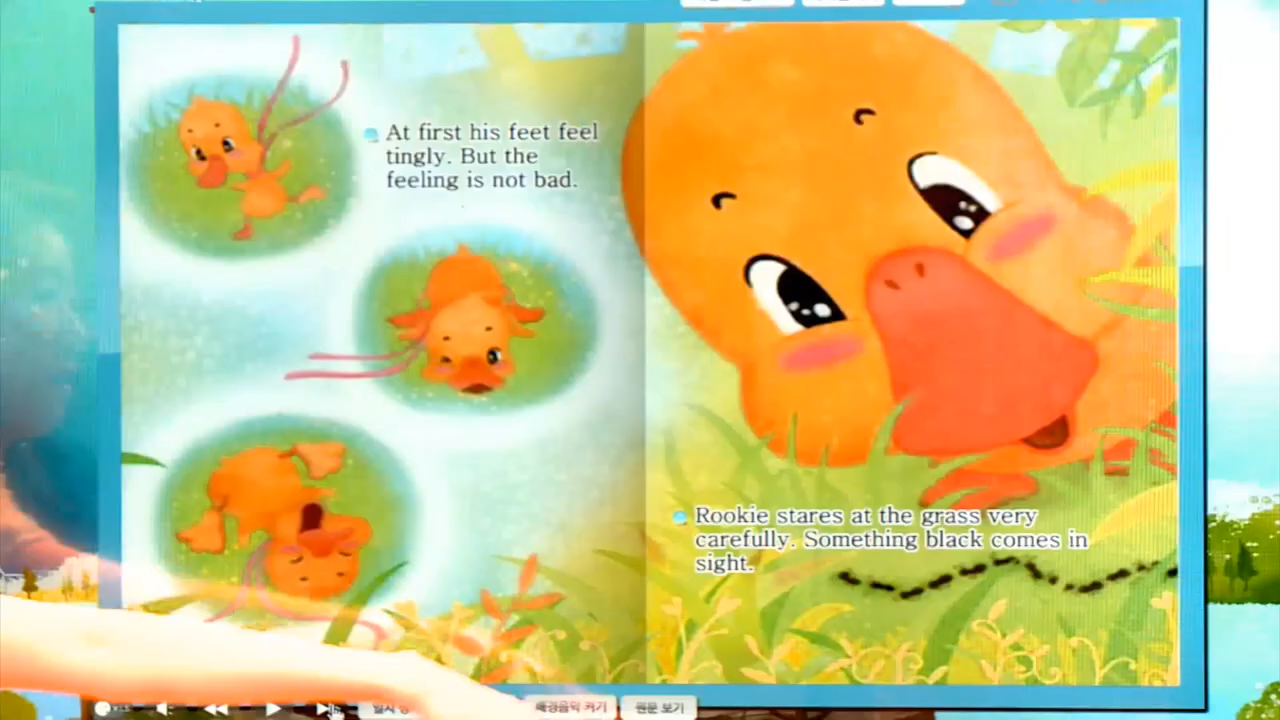 At first his feet feel
tingly. But the
feeling is not bad.
Rookie stares at the grass very
carefully. Something black comes in
sight.
배경음악 켜기
원문 보기